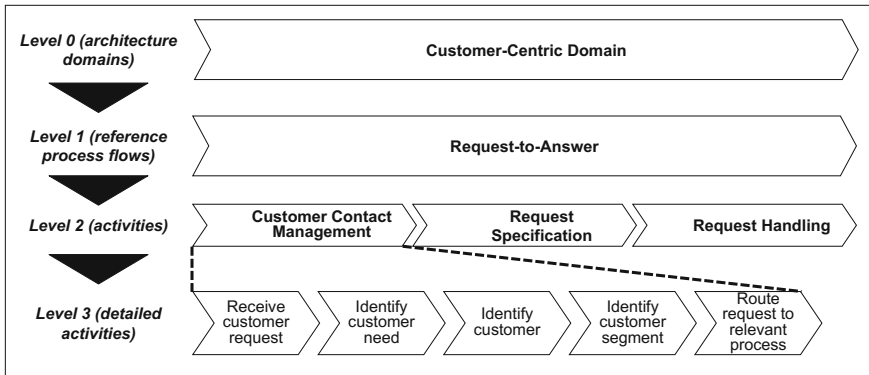 Level 0 (architecture
domains)
Customer-Centric Domain
Level 1 (reference
process flows)
Request-to-Answer
Level 2 (activities)
Customer Contact
Management
Request
Specification
Request Handling
Level 3 (detailed
activities)
Receive
customer
request
Identify
customer
need
Identify
customer
Identify
customer
segment
Route
request to
relevant
process